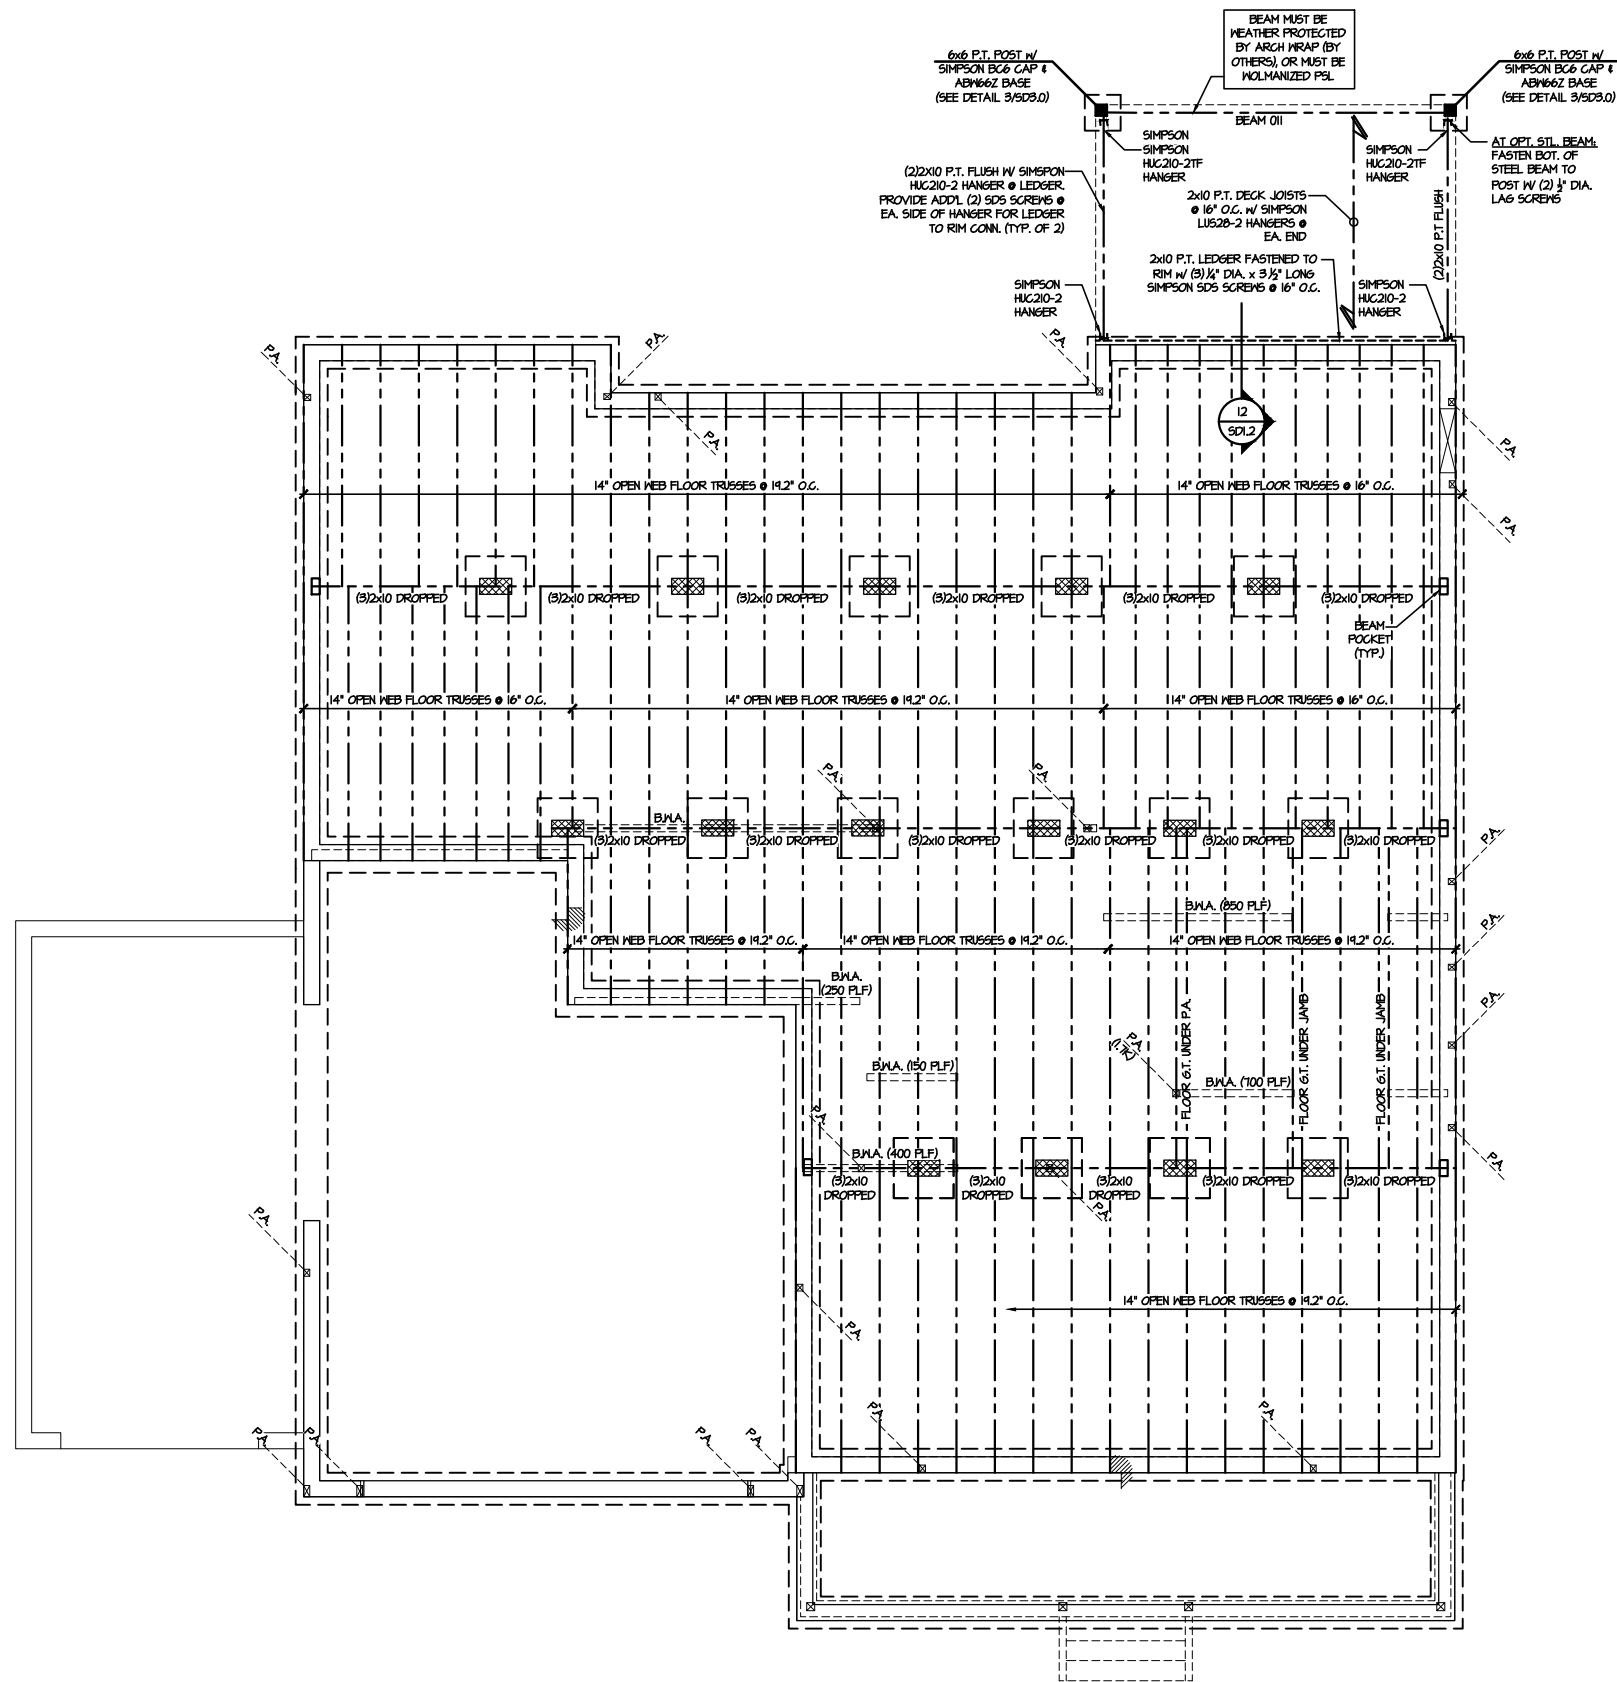 BEAM MUST BE
WEATHER PROTECTED
BY ARCH WRAP (BY
OTHERS), OR MUST BE
WOLMANIZED PSL
6x6 P.T. POST W/
SIMPSON BC6 CAP &
ABW66Z BASE
(SEE DETAIL 3/SD3.0)
6x6 P.T. POST W/
SIMPSON BC6 CAP &
ABW66Z BASE
(SEE DETAIL 3/SD3.0)
BEAM 011
SIMPSON
SIMPSON
HUC210-2TF
HANGER
SIMPSON
HUC210-2TF
HANGER
AT OPT. STL. BEAM:
FASTEN BOT. OF
STEEL BEAM TO
POST W/ (2) ½" DIA.
LAG SCREWS
(2)2X10 P.T. FLUSH W/ SIMSPON
HUC210-2 HANGER @ LEDGER.
PROVIDE ADD'L (2) SDS SCREWS @
EA. SIDE OF HANGER FOR LEDGER
TO RIM CONN. (TYP. OF 2)
2x10 P.T. DECK JOISTS
@ 16" O.C. W/ SIMPSON
LUS28-2 HANGERS @
EA. END
(2)2x10 P.T FLUSH
2x10 P.T. LEDGER FASTENED TO
RIM W/ (3) ¼" DIA. x 3 ½" LONG
SIMPSON SDS SCREWS @ 16" O.C.
SIMPSON
HUC210-2
HANGER
SIMPSON
HUC210-2
HANGER
P.A.
P.A.
P.A.
P.A.
P.A.
12
SD1.2
P.A.
14" OPEN WEB FLOOR TRUSSES @ 19.2" O.C.
14" OPEN WEB FLOOR TRUSSES @ 16" O.C.
P.A.
(3)2x10 DROPPED
(3)2x10 DROPPED
(3)2x10 DROPPED
(3)2x10 DROPPED
(3)2x10 DROPPED
(3)2x10 DROPPED
BEAM
POCKET
(TYP.)
14" OPEN WEB FLOOR TRUSSES @ 16" O.C.
14" OPEN WEB FLOOR TRUSSES @ 19.2" O.C.
14" OPEN WEB FLOOR TRUSSES @ 16" O.C.
P.A.
P.A.
B.W.A.
(3)2x10 DROPPED
(3)2x10 DROPPED
(3)2x10 DROPPED
(3)2x10 DROPPED
(3)2x10 DROPPED
(3)2x10 DROPPED
P.A.
B.W.A. (850 PLF)
P.A.
14" OPEN WEB FLOOR TRUSSES @ 19.2" O.C.
14" OPEN WEB FLOOR TRUSSES @ 19.2" O.C.
14" OPEN WEB FLOOR TRUSSES @ 19.2" O.C.
B.W.A.
(250 PLF)
P.A.
FLOOR G.T. UNDER P.A.
FLOOR G.T. UNDER JAMB
FLOOR G.T. UNDER JAMB
P.A.
B.W.A. (150 PLF)
B.W.A. (700 PLF)
P.A.
B.W.A. (400 PLF)
P.A.
(3)2x10
DROPPED
(3)2x10
DROPPED
(3)2x10
DROPPED
(3)2x10 DROPPED
(3)2x10 DROPPED
P.A.
P.A.
14" OPEN WEB FLOOR TRUSSES @ 19.2" O.C.
P.A.
P.A.
P.A.
P.A.
P.A.
P.A.
P.A.